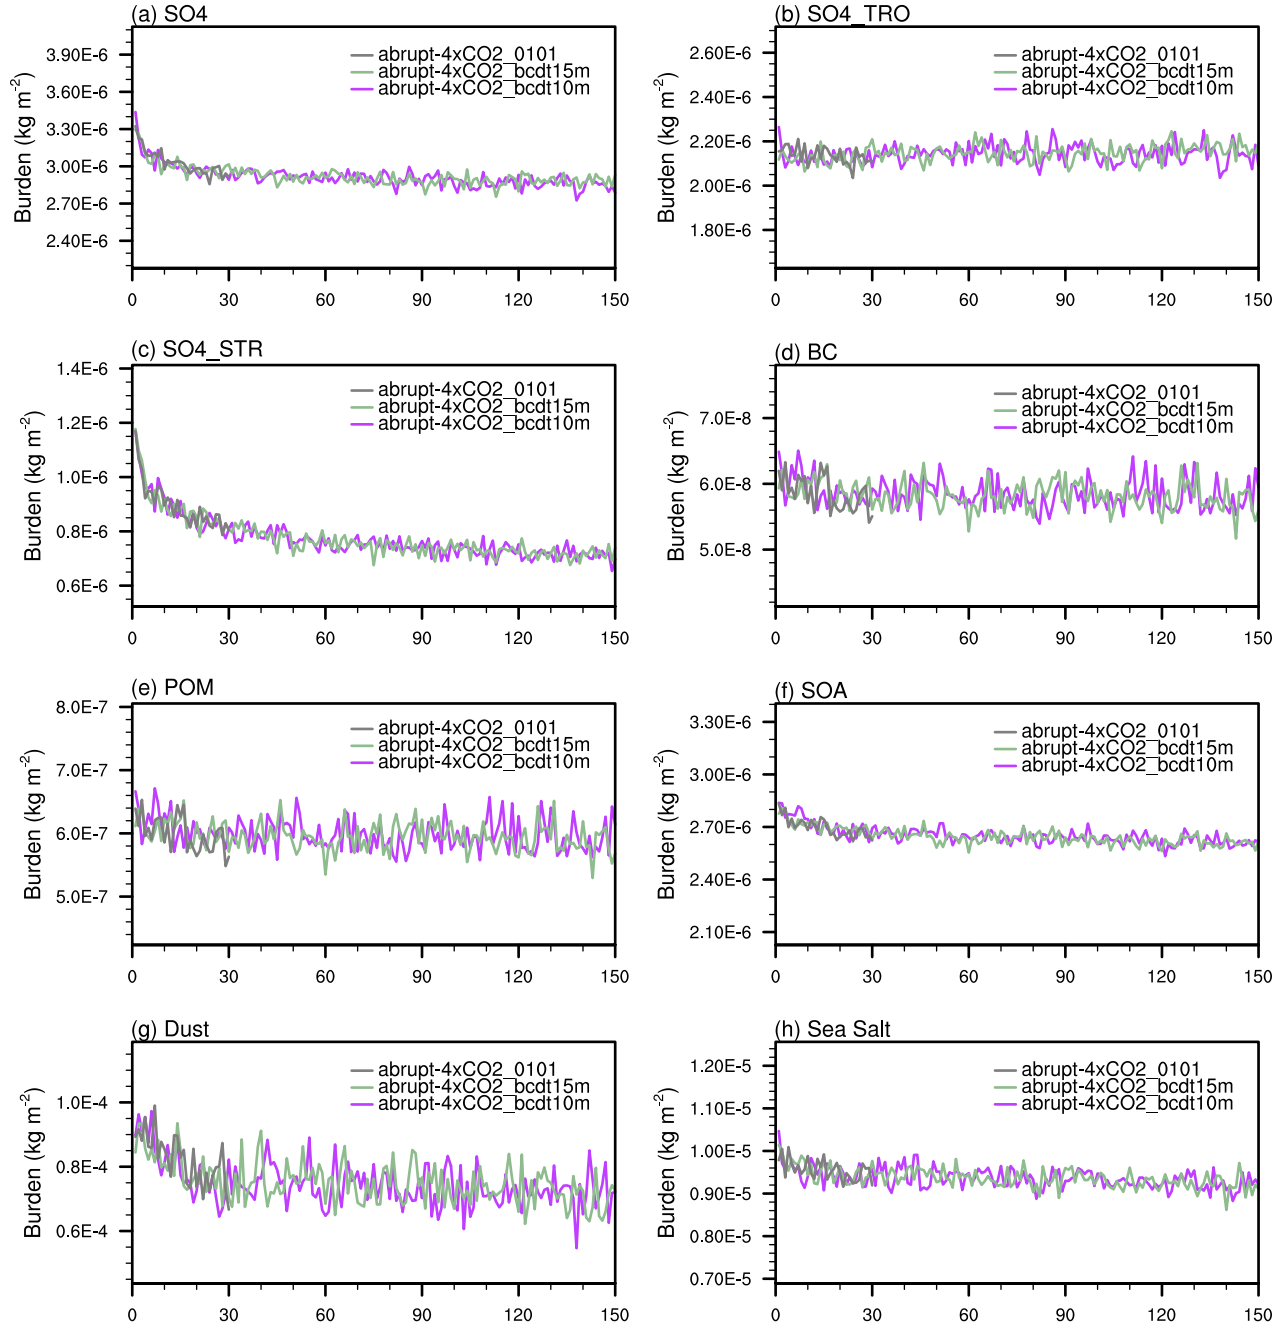 (a) SO4
3.90E-6
3.60E-6
3.30E-6
3.00E-6
2.70E-6
2.40E-6
Burden (kg m-2)
abrupt-4xCO2_0101
abrupt-4xCO2_bcdt15m
abrupt-4xCO2_bcdt10m
0 30 60 90 120 150
(b) SO4_TRO
2.60E-6
2.40E-6
2.20E-6
2.00E-6
1.80E-6
Burden (kg m-2)
abrupt-4xCO2_0101
abrupt-4xCO2_bcdt15m
abrupt-4xCO2_bcdt10m
0 30 60 90 120 150
(c) SO4_STR
1.4E-6
1.2E-6
1.0E-6
0.8E-6
0.6E-6
Burden (kg m-2)
abrupt-4xCO2_0101
abrupt-4xCO2_bcdt15m
abrupt-4xCO2_bcdt10m
0 30 60 90 120 150
(d) BC
7.0E-8
6.0E-8
5.0E-8
Burden (kg m-2)
abrupt-4xCO2_0101
abrupt-4xCO2_bcdt15m
abrupt-4xCO2_bcdt10m
0 30 60 90 120 150
(e) POM
8.0E-7
7.0E-7
6.0E-7
5.0E-7
Burden (kg m-2)
abrupt-4xCO2_0101
abrupt-4xCO2_bcdt15m
abrupt-4xCO2_bcdt10m
0 30 60 90 120 150
(f) SOA
3.30E-6
3.00E-6
2.70E-6
2.40E-6
2.10E-6
Burden (kg m-2)
abrupt-4xCO2_0101
abrupt-4xCO2_bcdt15m
abrupt-4xCO2_bcdt10m
0 30 60 90 120 150
(g) Dust
1.0E-4
0.8E-4
0.6E-4
Burden (kg m-2)
abrupt-4xCO2_0101
abrupt-4xCO2_bcdt15m
abrupt-4xCO2_bcdt10m
0 30 60 90 120 150
(h) Sea Salt
1.20E-5
1.10E-5
1.00E-5
0.90E-5
0.80E-5
0.70E-5
Burden (kg m-2)
abrupt-4xCO2_0101
abrupt-4xCO2_bcdt15m
abrupt-4xCO2_bcdt10m
0 30 60 90 120 150